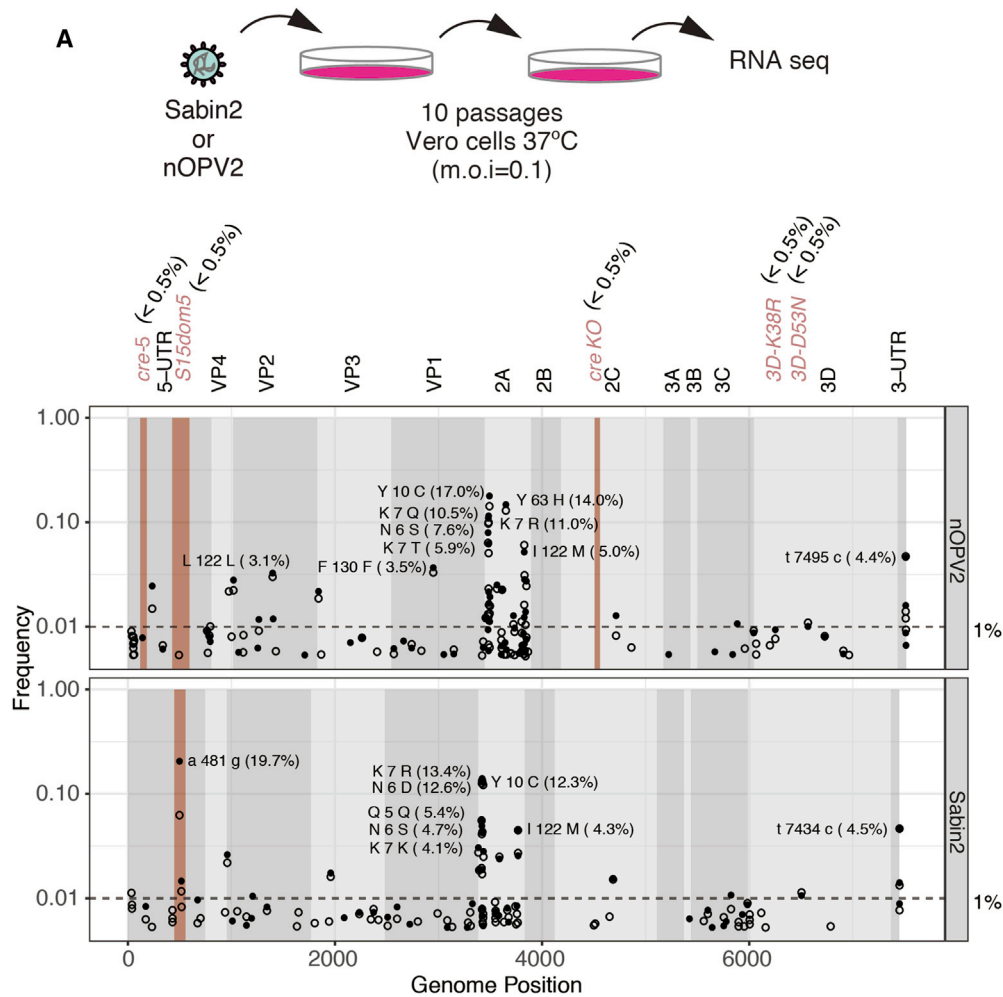 A
Sabin2
or
nOPV2
10 passages
Vero cells 37ºC
(m.o.i=0.1)
RNA seq
cre-5 (< 0.5%)
5–UTR
S15dom5 (< 0.5%)
VP4
VP2
VP3
VP1
2A
2B
cre KO (< 0.5%)
2C
3A
3B
3C
3D-K38R (< 0.5%)
3D-D53N (< 0.5%)
3D
3–UTR
Frequency
1.00
0.10
0.01
L 122 L ( 3.1%)
F 130 F ( 3.5%)
Y 10 C (17.0%)
K 7 Q (10.5%)
N 6 S ( 7.6%)
K 7 T ( 5.9%)
Y 63 H (14.0%)
K 7 R (11.0%)
I 122 M ( 5.0%)
t 7495 c ( 4.4%)
nOPV2
1%
1.00
0.10
0.01
a 481 g (19.7%)
K 7 R (13.4%)
N 6 D (12.6%)
Y 10 C (12.3%)
Q 5 Q ( 5.4%)
N 6 S ( 4.7%)
K 7 K ( 4.1%)
I 122 M ( 4.3%)
t 7434 c ( 4.5%)
Sabin2
1%
0 2000 4000 6000
Genome Position